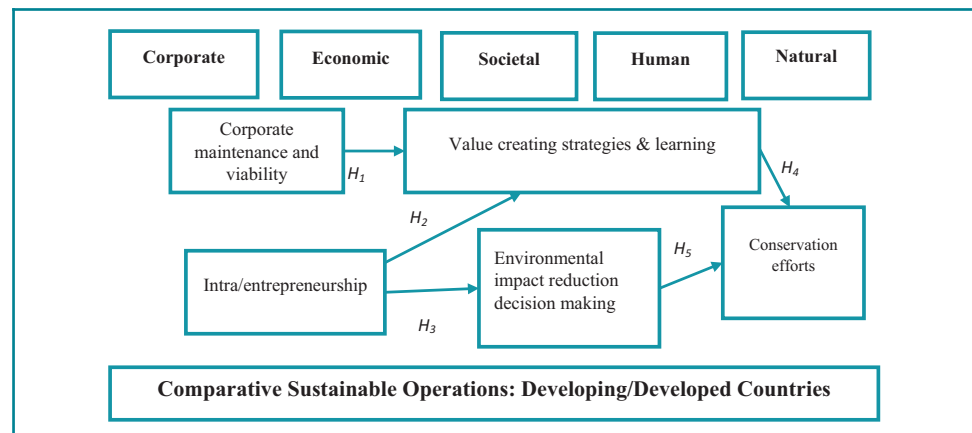 Corporate
Economic
Societal
Human
Natural
Corporate
maintenance and
viability
H₁
Value creating strategies & learning
H₄
H₂
Intra/entrepreneurship
H₃
Environmental
impact reduction
decision making
H₅
Conservation
efforts
Comparative Sustainable Operations: Developing/Developed Countries